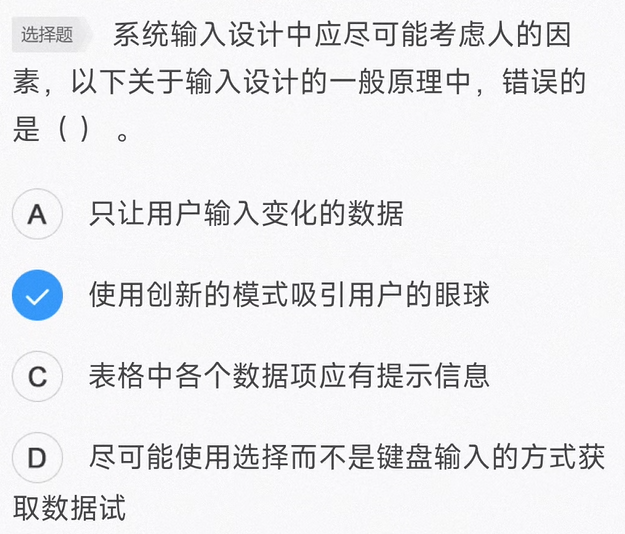 选择题 系统输入设计中应尽可能考虑人的因
素，以下关于输入设计的一般原理中，错误的
是（ ） 。
A 只让用户输入变化的数据
使用创新的模式吸引用户的眼球
C 表格中各个数据项应有提示信息
D 尽可能使用选择而不是键盘输入的方式获
取数据试